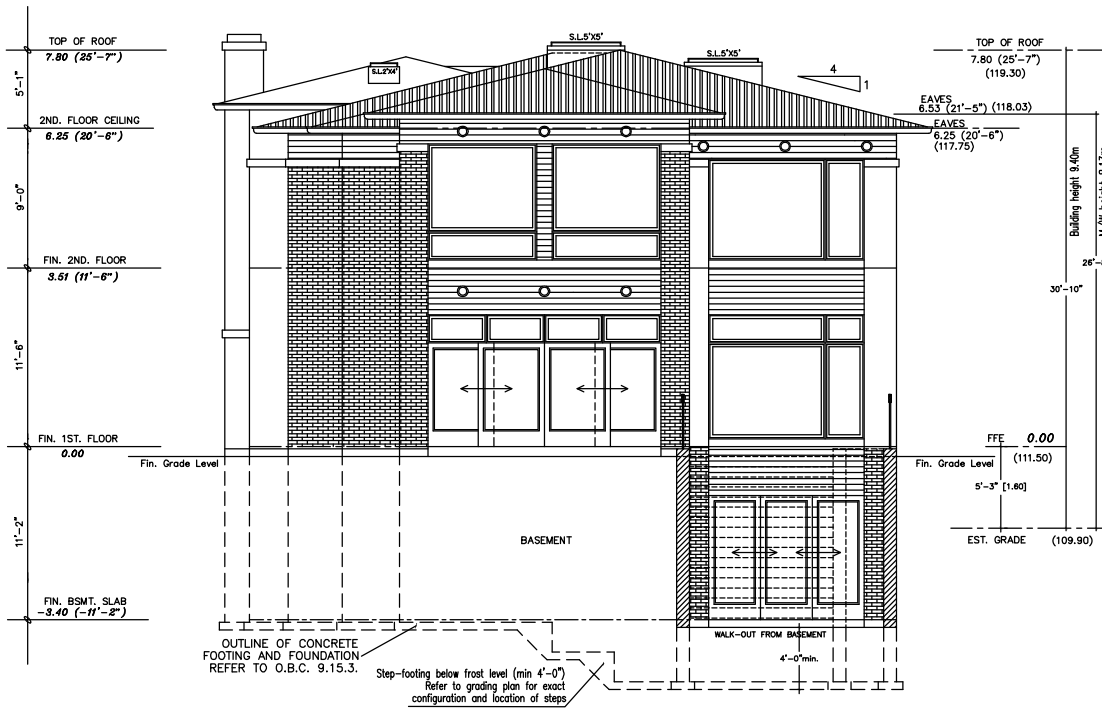 TOP OF ROOF
7.80 (25'-7")
5'-1"
2ND. FLOOR CEILING
6.25 (20'-6")
9'-0"
FIN. 2ND. FLOOR
3.51 (11'-6")
11'-6"
FIN. 1ST. FLOOR
0.00
Fin. Grade Level
11'-2"
FIN. BSMT. SLAB
-3.40 (-11'-2")
S.L.2'X4'
S.L.5'X5'
S.L.5'X5'
4
1
TOP OF ROOF
7.80 (25'-7")
(119.30)
EAVES
6.53 (21'-5") (118.03)
EAVES
6.25 (20'-6")
(117.75)
Building height 9.40m
30'-10"
26'-
FFE 0.00
(111.50)
Fin. Grade Level
5'-3" [1.60]
EST. GRADE (109.90)
BASEMENT
WALK-OUT FROM BASEMENT
4'-0"min.
OUTLINE OF CONCRETE
FOOTING AND FOUNDATION
REFER TO O.B.C. 9.15.3.
Step-footing below frost level (min 4'-0")
Refer to grading plan for exact
configuration and location of steps